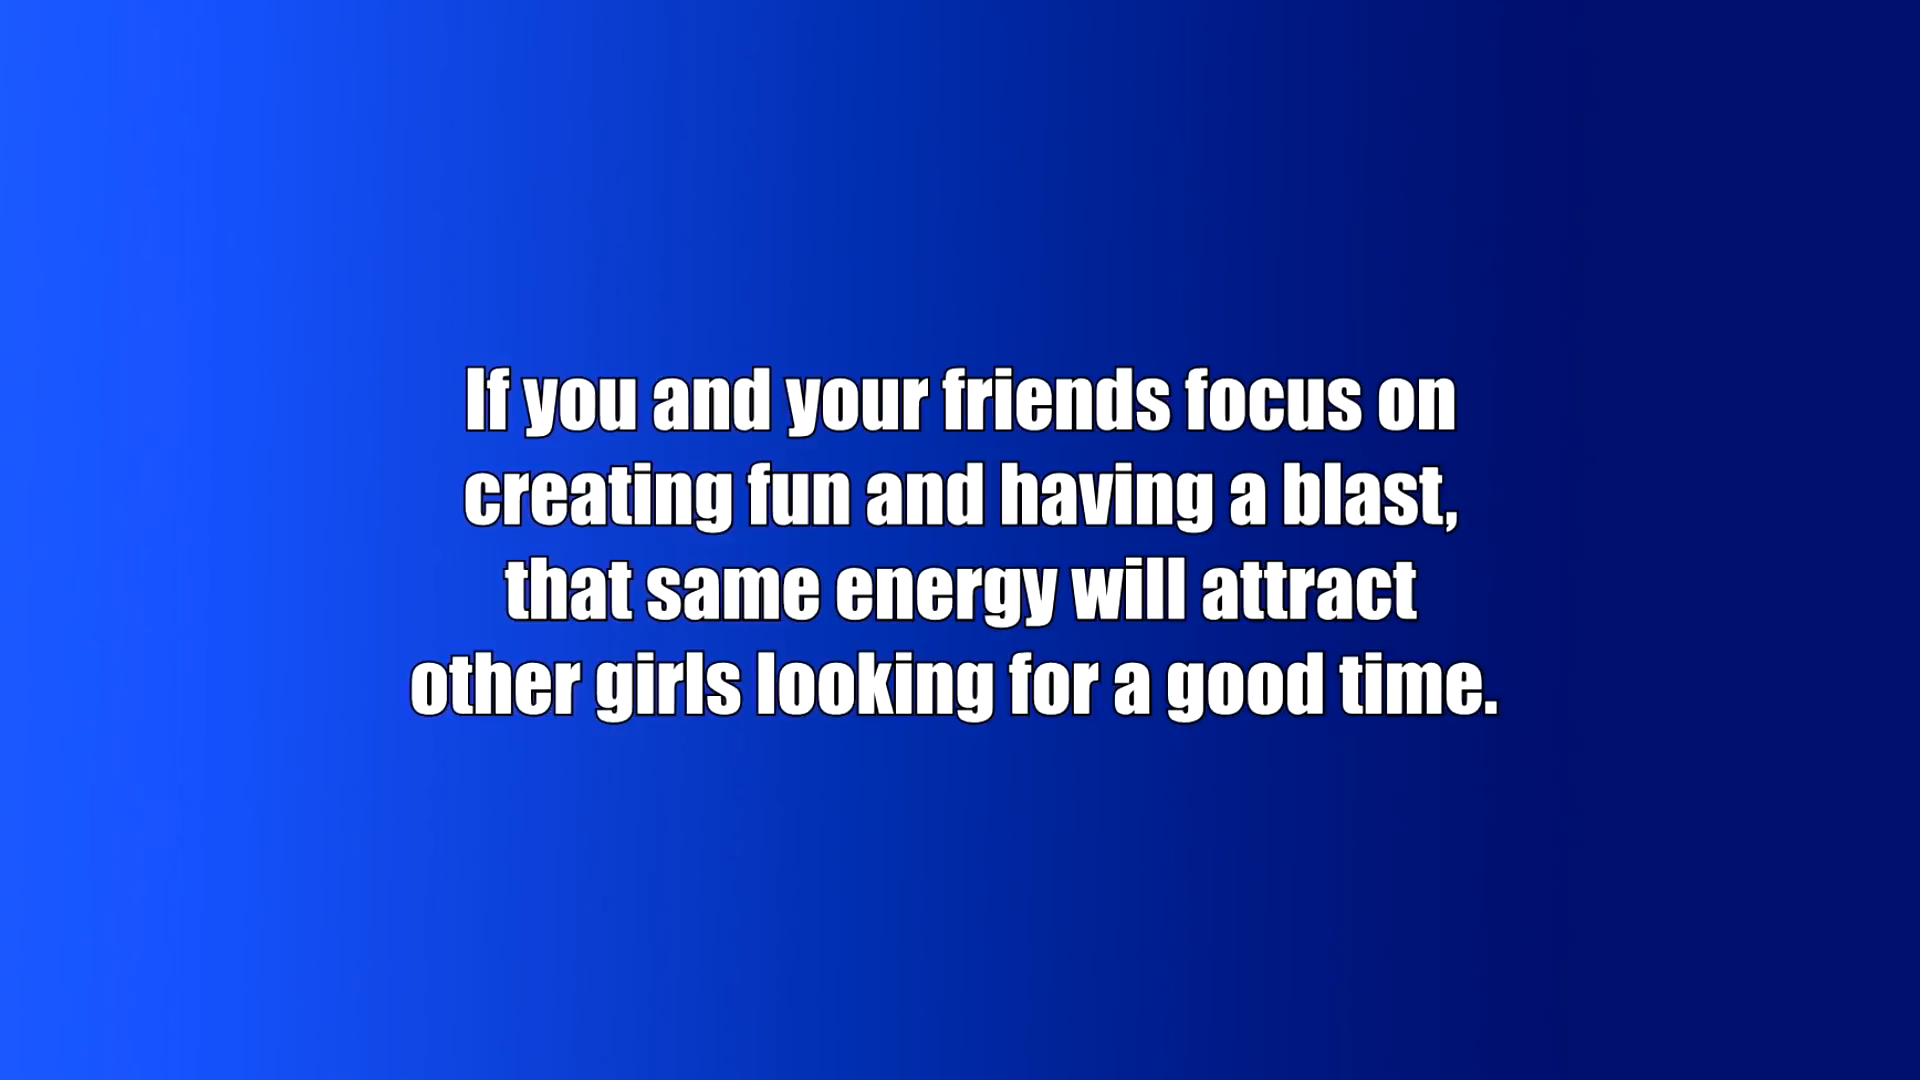 If you and your friends focus on
creating fun and having a blast,
that same energy will attract
other girls looking for a good time.